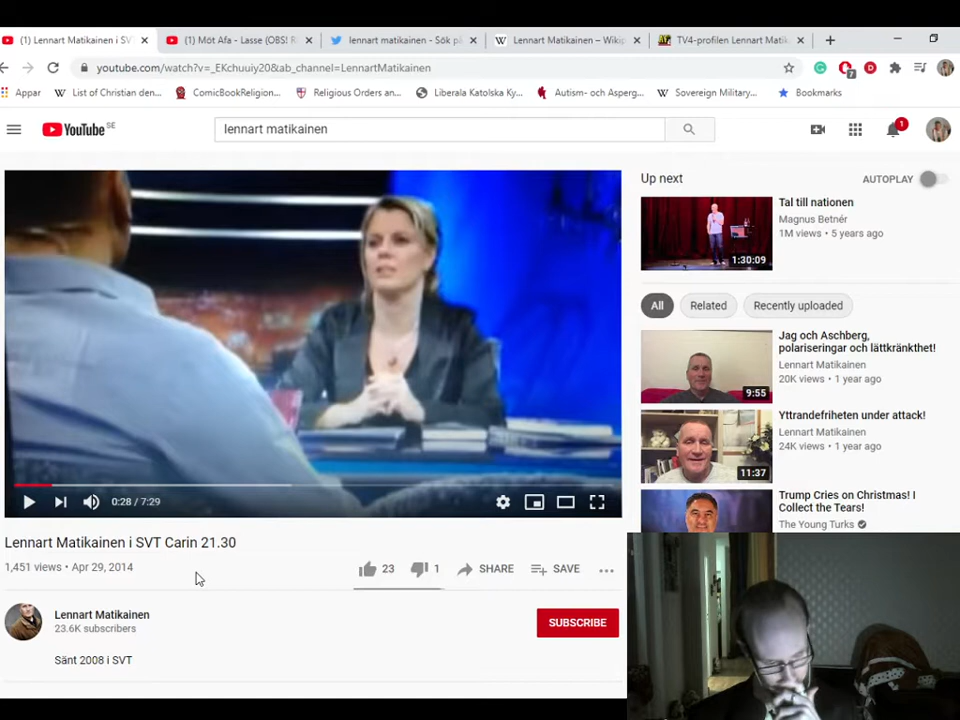 (1) Lennart Matikainen i SV
(1) Möt Afa - Lasse (OBS! R
lennart matikainen - Sök på
Lennart Matikainen – Wikip
TV4-profilen Lennart Matik
youtube.com/watch?v=_EKchuuiy20&ab_channel=LennartMatikainen
7
Appar
List of Christian den...
ComicBookReligion...
Religious Orders an...
Liberala Katolska Ky...
Autism- och Asperg...
Sovereign Military...
Bookmarks
YouTube SE
lennart matikainen
1
Up next
AUTOPLAY
Tal till nationen
Magnus Betnér
1M views • 5 years ago
1:30:09
All
Related
Recently uploaded
Jag och Aschberg,
polariseringar och lättkränkthet!
Lennart Matikainen
20K views • 1 year ago
9:55
Yttrandefriheten under attack!
Lennart Matikainen
24K views • 1 year ago
11:37
Trump Cries on Christmas! I
Collect the Tears!
The Young Turks
0:28 / 7:29
Lennart Matikainen i SVT Carin 21.30
1,451 views • Apr 29, 2014
23
1
SHARE
SAVE
Lennart Matikainen
23.6K subscribers
SUBSCRIBE
Sänt 2008 i SVT